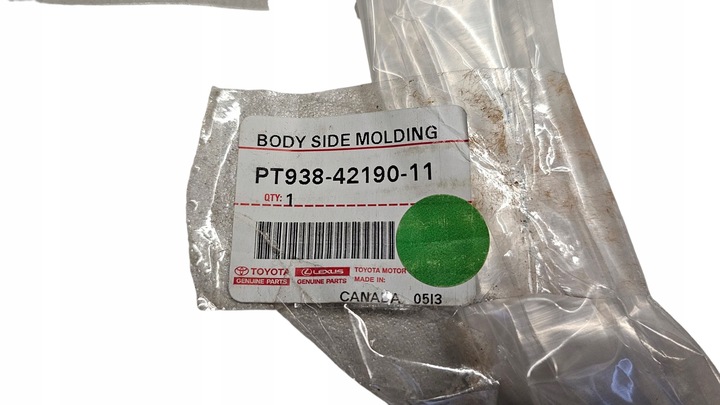 BODY SIDE MOLDING
PT938-42190-11
QTY: 1
TOYOTA LEXUS TOYOTA MOTOR
GENUINE PARTS GENUINE PARTS MADE IN:
CANADA 0513